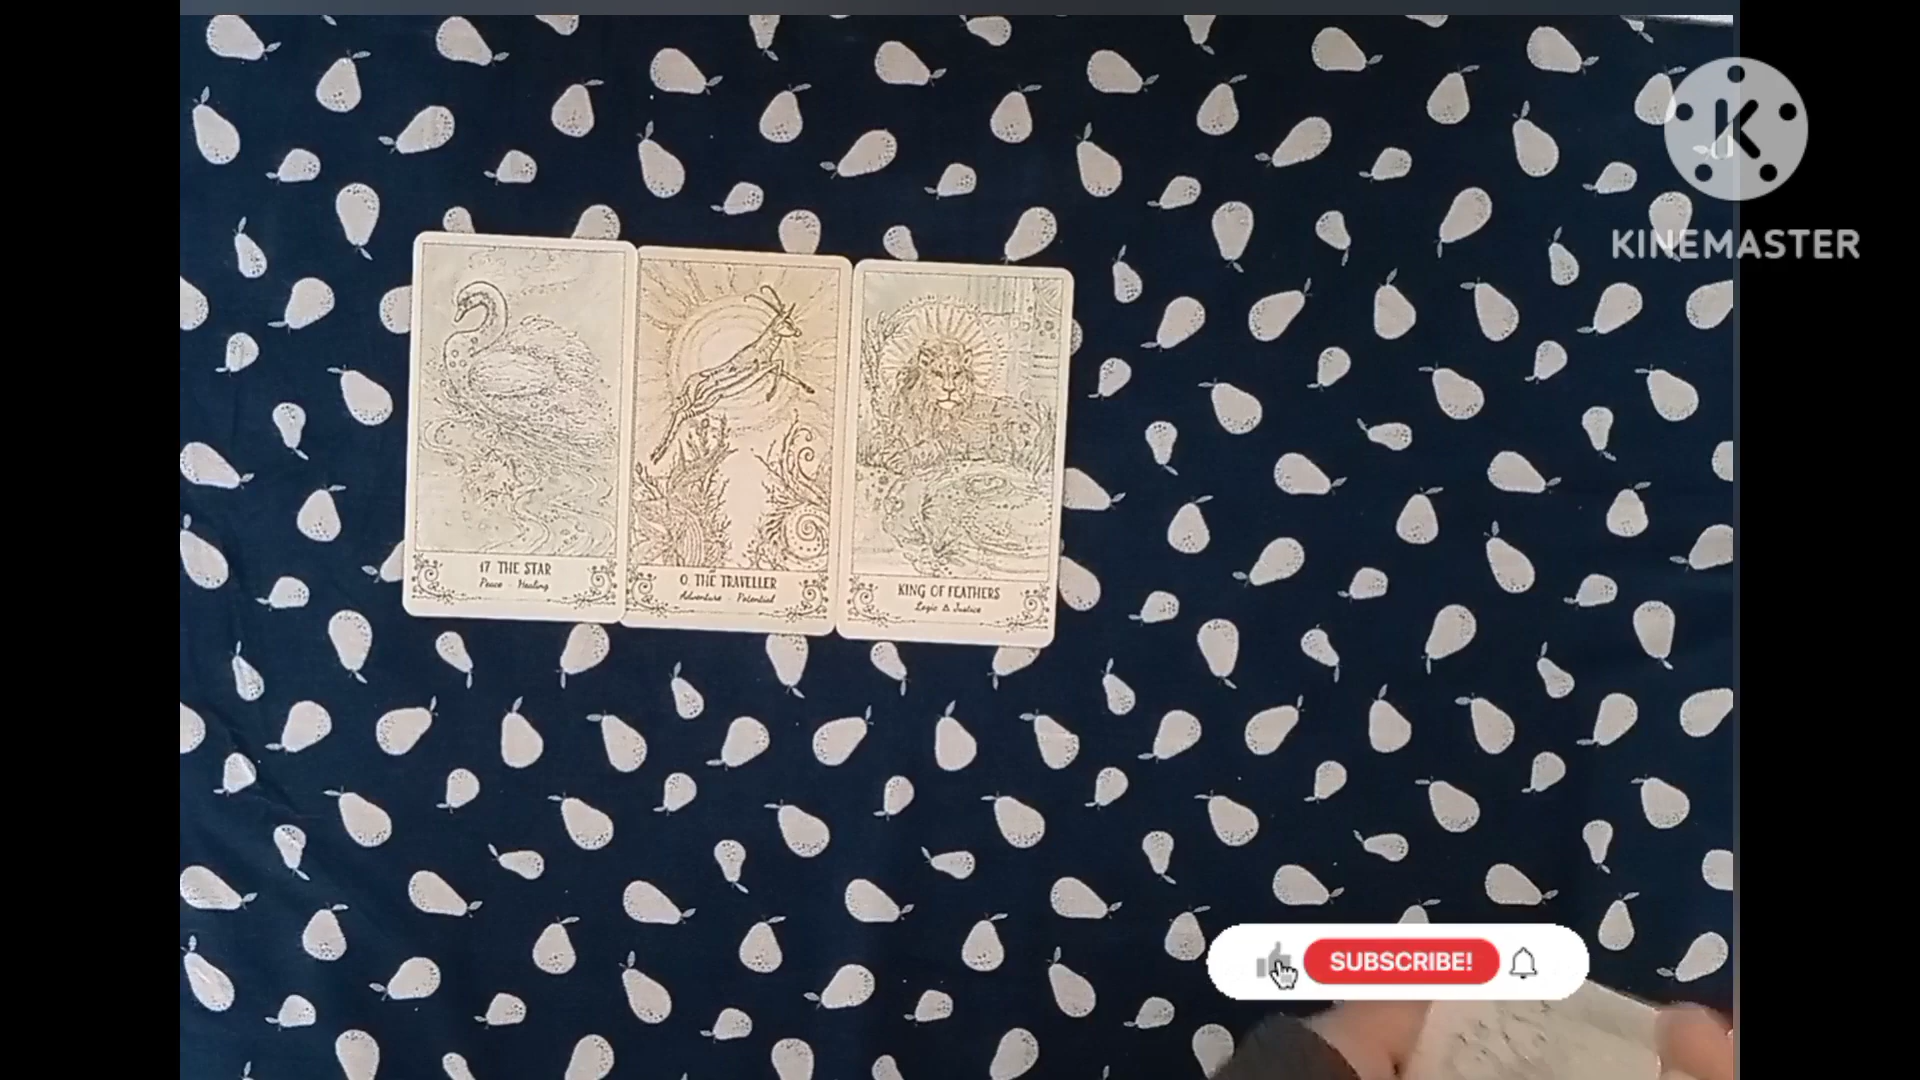 K
KINEMASTER
17 THE STAR
Peace - Healing
0. THE TRAVELLER
Adventure - Potential
KING OF FEATHERS
Logic & Justice
SUBSCRIBE!